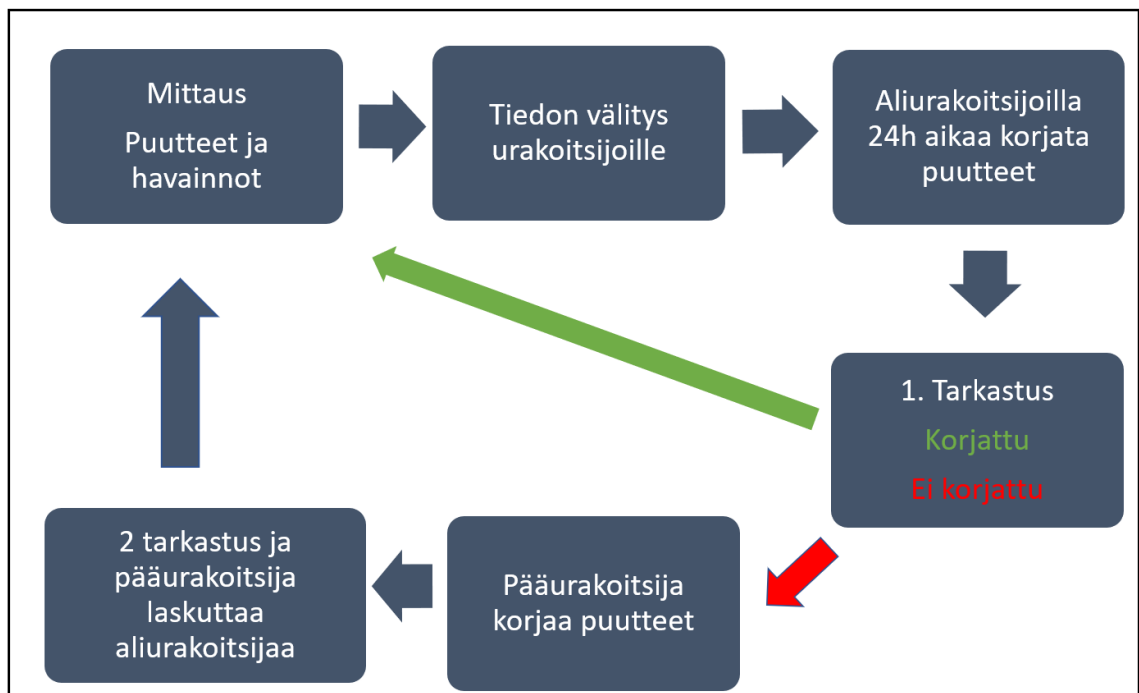 Mittaus
Puutteet ja
havainnot
Tiedon välitys
urakoitsijoille
Aliurakoitsijoilla
24h aikaa korjata
puutteet
1. Tarkastus
Korjattu
Ei korjattu
Pääurakoitsija
korjaa puutteet
2 tarkastus ja
pääurakoitsija
laskuttaa
aliurakoitsijaa